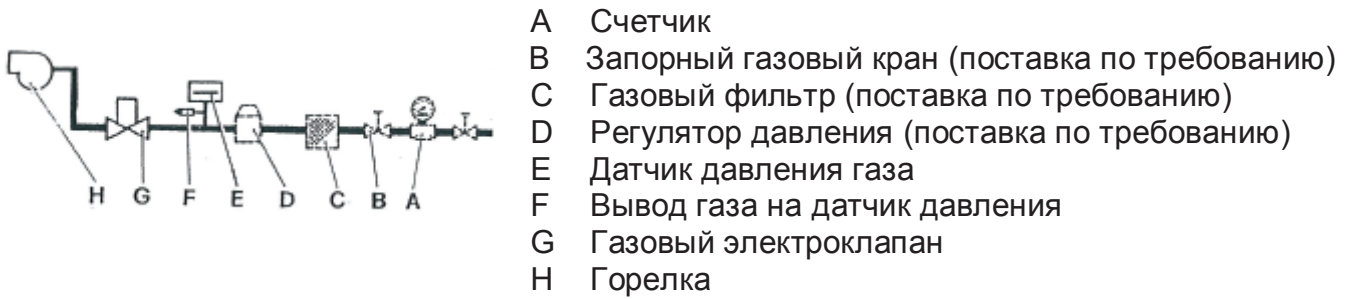 A Счетчик
B Запорный газовый кран (поставка по требованию)
C Газовый фильтр (поставка по требованию)
D Регулятор давления (поставка по требованию)
E Датчик давления газа
F Вывод газа на датчик давления
G Газовый электроклапан
H Горелка
H G F E D C B A